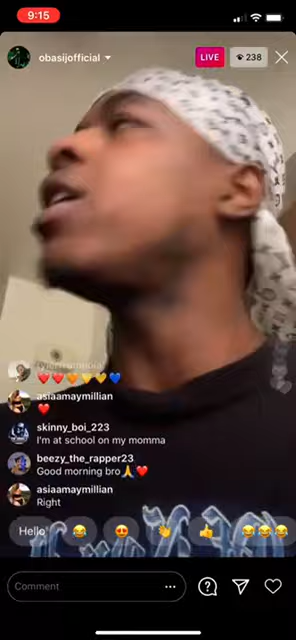 9:15
obasijofficial
LIVE
238
asiaamaymillian
skinny_boi_223
I'm at school on my momma
beezy_the_rapper23
Good morning bro🙏❤️
asiaamaymillian
Right
Hello
Comment